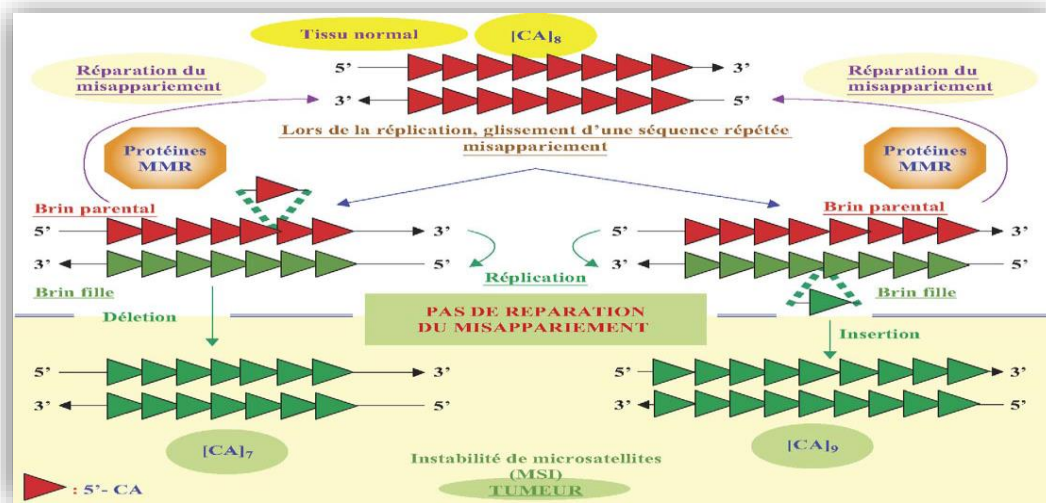 Tissu normal
[CA]8
5’ 3’
3’ 5’
Réparation du
misappariement
Réparation du
misappariement
Lors de la réplication, glissement d’une séquence répétée
misappariement
Protéines
MMR
Protéines
MMR
Brin parental
Brin parental
5’ 3’
5’ 3’
3’ 5’
3’ 5’
Réplication
Brin fille
Brin fille
Déletion
PAS DE REPARATION
DU MISAPPARIEMENT
Insertion
5’ 3’
5’ 3’
3’ 5’
3’ 5’
[CA]7
[CA]9
Instabilité de microsatellites
(MSI)
TUMEUR
: 5’- CA